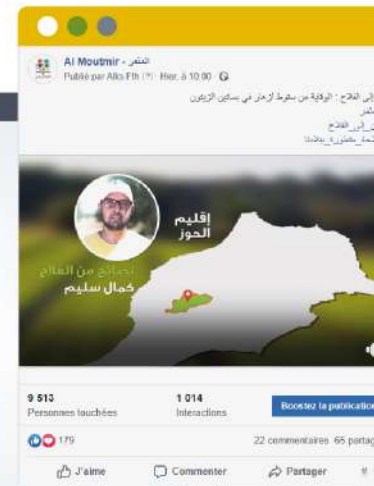 Al Moutmir - المثمر
Publié par Alks Fth · Hier, à 10:00 ·
إلى الفلاح : الوقاية من سقوط أزهار في بساتين الزيتون
إقليم
الحوز
نصائح من الفلاح
كمال سليم
9 513
Personnes touchées
1 014
Interactions
Boostez la publication
179
22 commentaires 65 partag
J'aime
Commenter
Partager